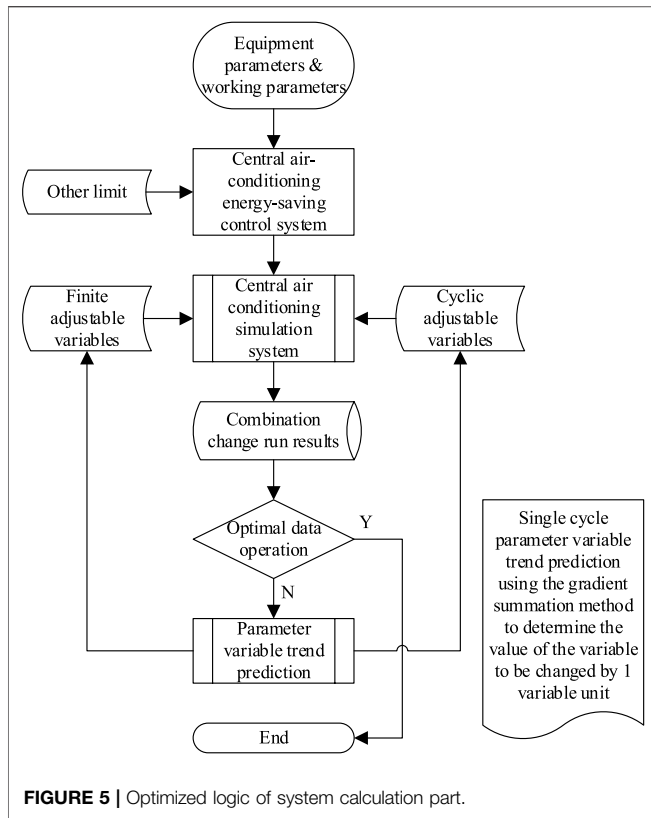 Equipment
parameters &
working parameters
Central air-
conditioning
energy-saving
control system
Other limit
Finite
adjustable
variables
Central air
conditioning
simulation
system
Cyclic
adjustable
variables
Combination
change run results
Optimal data
operation
Y
N
Parameter
variable trend
prediction
Single cycle
parameter variable
trend prediction
using the gradient
summation method
to determine the
value of the variable
to be changed by 1
variable unit
End
FIGURE 5 | Optimized logic of system calculation part.